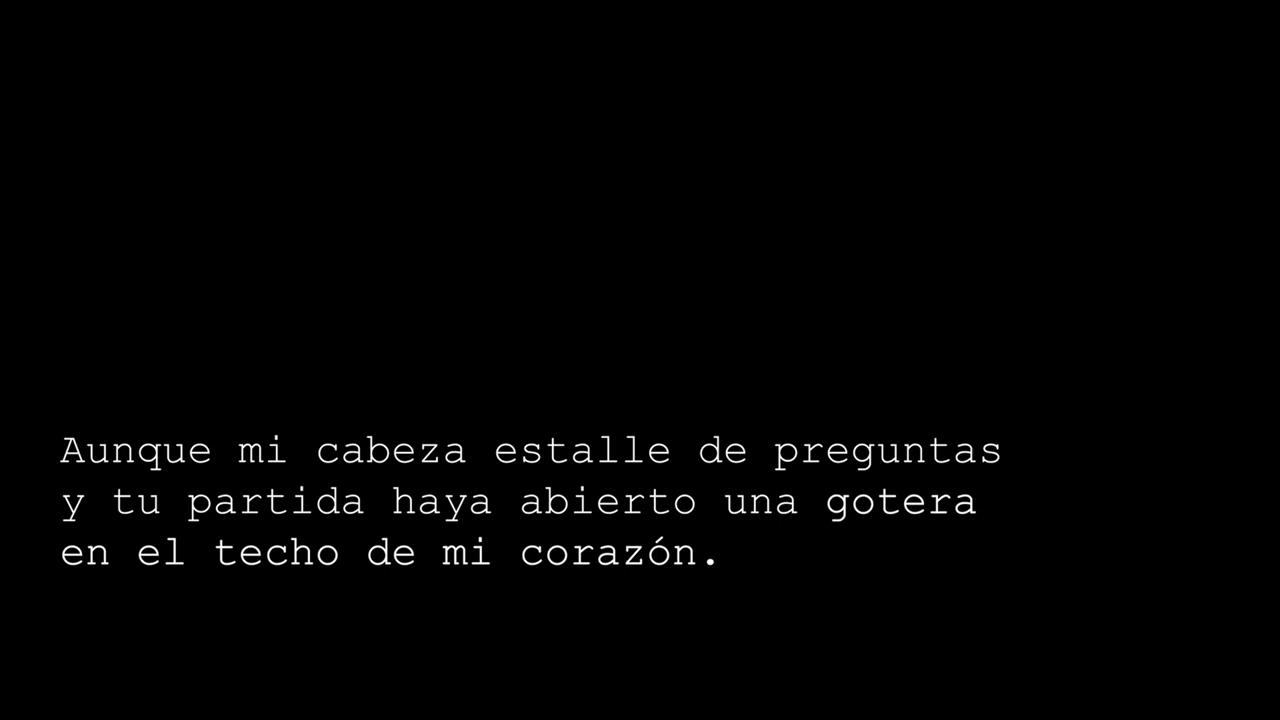 Aunque mi cabeza estalle de preguntas
y tu partida haya abierto una gotera
en el techo de mi corazón.